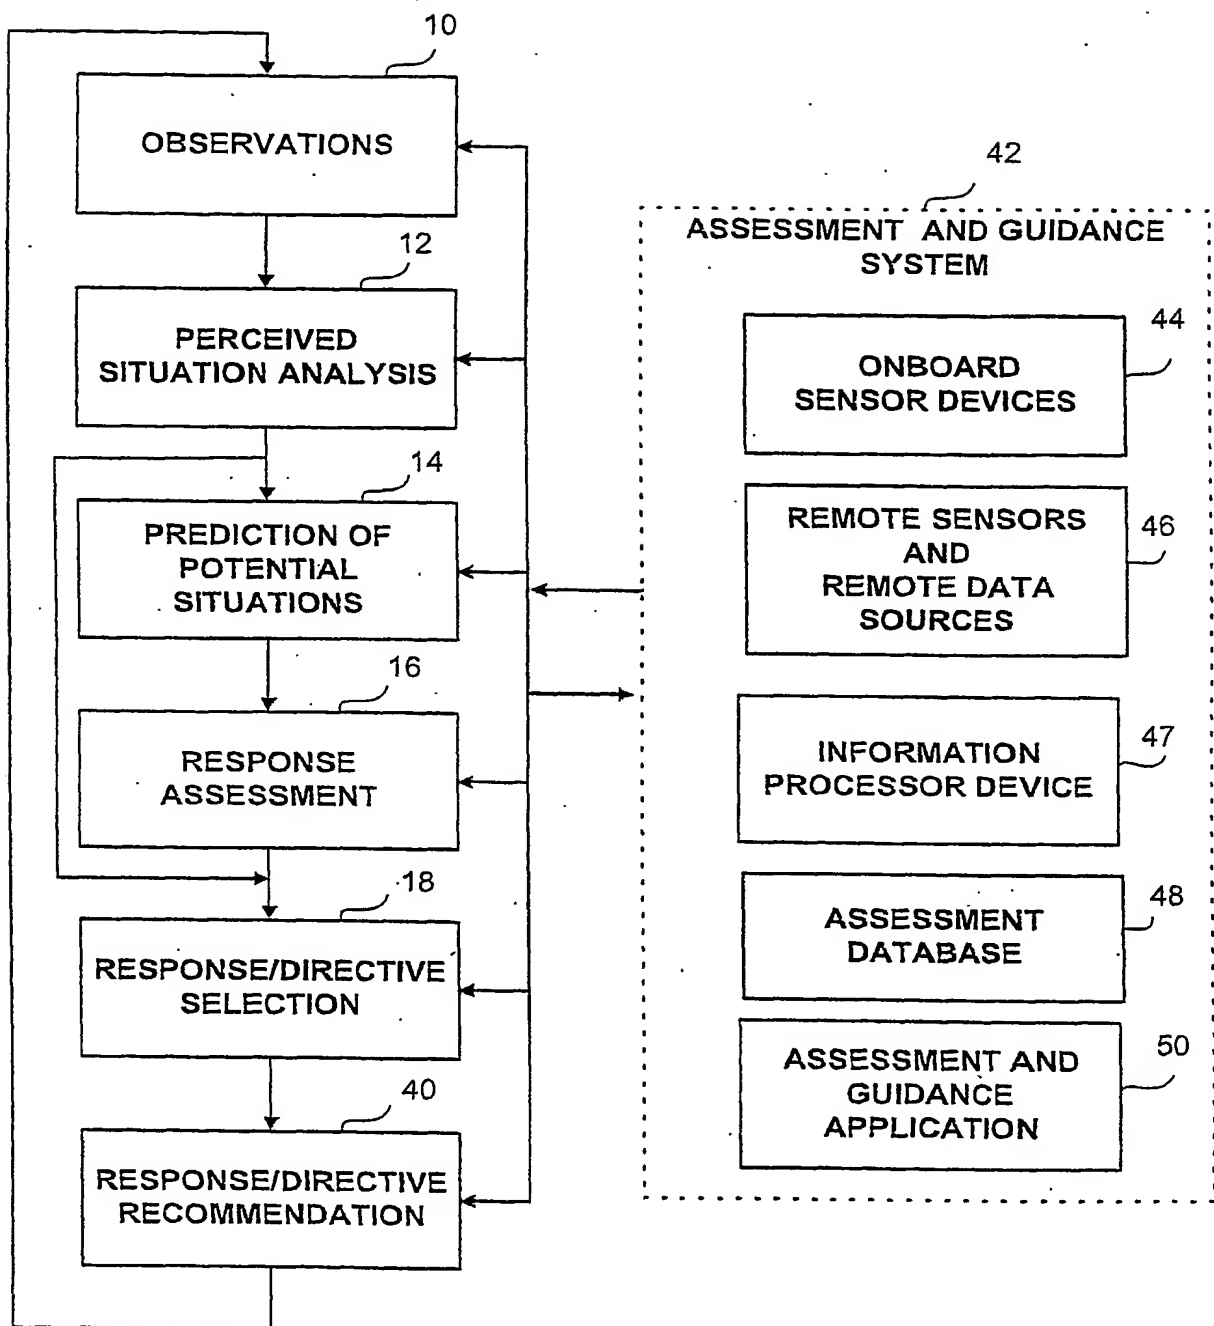 10
OBSERVATIONS
12
PERCEIVED
SITUATION ANALYSIS
14
PREDICTION OF
POTENTIAL
SITUATIONS
16
RESPONSE
ASSESSMENT
18
RESPONSE/DIRECTIVE
SELECTION
40
RESPONSE/DIRECTIVE
RECOMMENDATION
42
ASSESSMENT AND GUIDANCE
SYSTEM
44
ONBOARD
SENSOR DEVICES
46
REMOTE SENSORS
AND
REMOTE DATA
SOURCES
47
INFORMATION
PROCESSOR DEVICE
48
ASSESSMENT
DATABASE
50
ASSESSMENT AND
GUIDANCE
APPLICATION